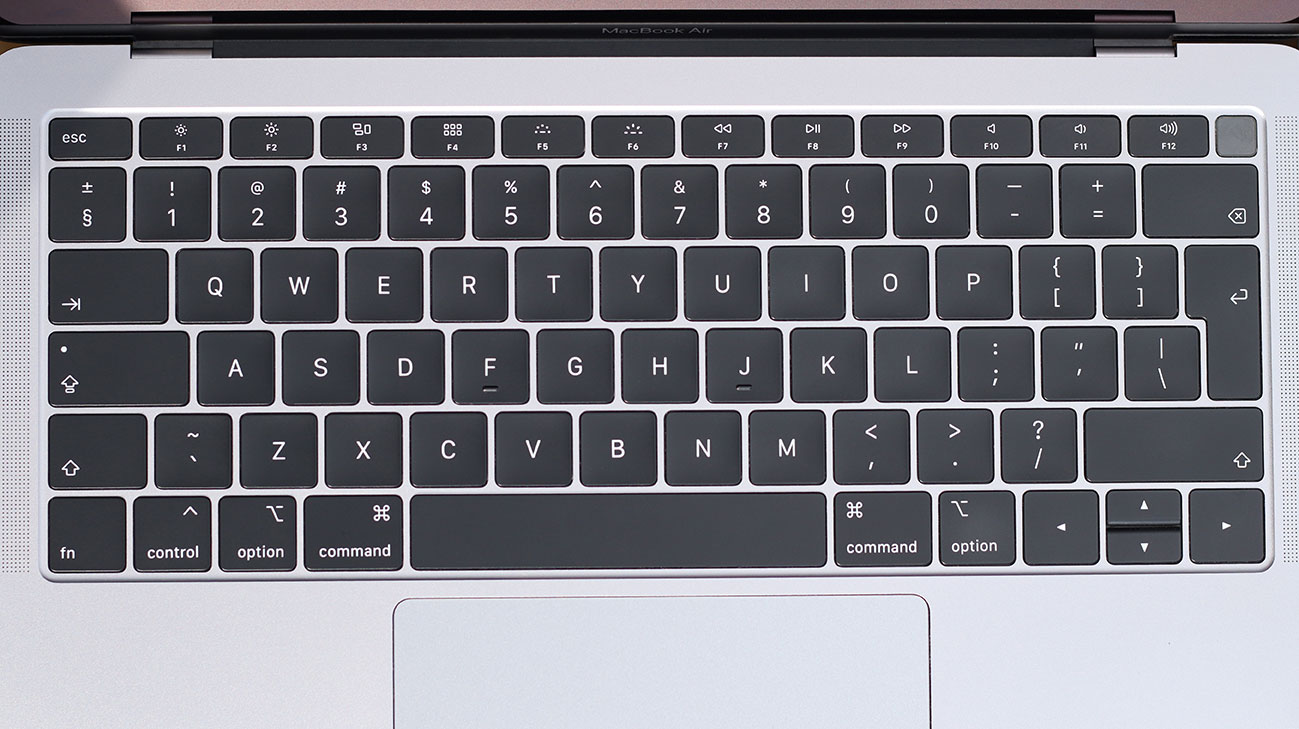 MacBook Air
esc F1 F2 F3 F4 F5 F6 F7 F8 F9 F10 F11 F12
± ! @ # $ % ^ & * ( ) — +
§ 1 2 3 4 5 6 7 8 9 0 - =
Q W E R T Y U I O P { }
[ ]
A S D F G H J K L : " |
; ' \
~ Z X C V B N M < > ?
` , . /
fn control option command ⌘ command ⌥ option